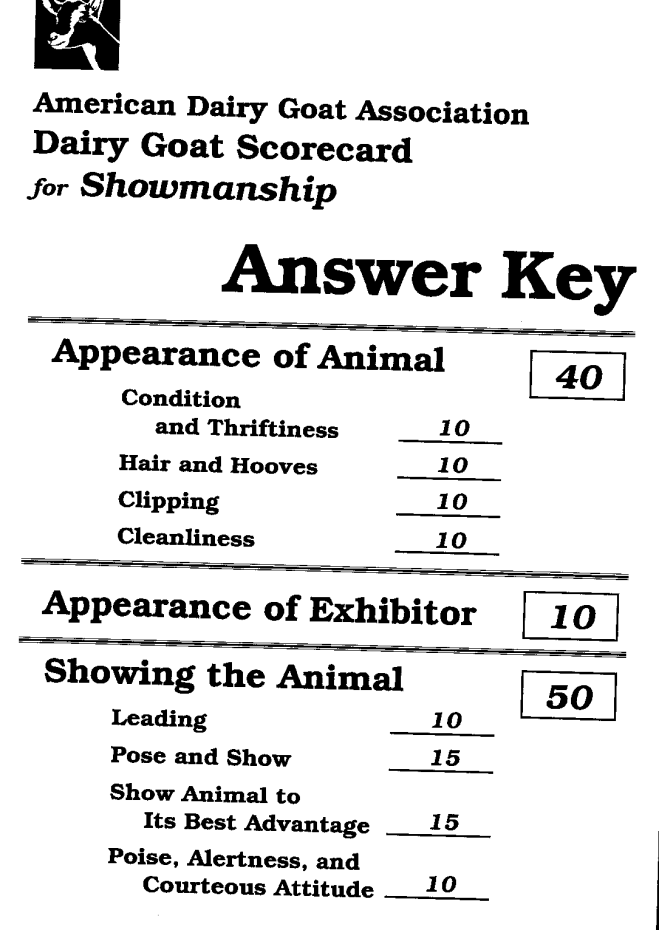 American Dairy Goat Association
Dairy Goat Scorecard
for Showmanship
Answer Key
Appearance of Animal 40
Condition
and Thriftiness 10
Hair and Hooves 10
Clipping 10
Cleanliness 10
Appearance of Exhibitor 10
Showing the Animal 50
Leading 10
Pose and Show 15
Show Animal to
Its Best Advantage 15
Poise, Alertness, and
Courteous Attitude 10